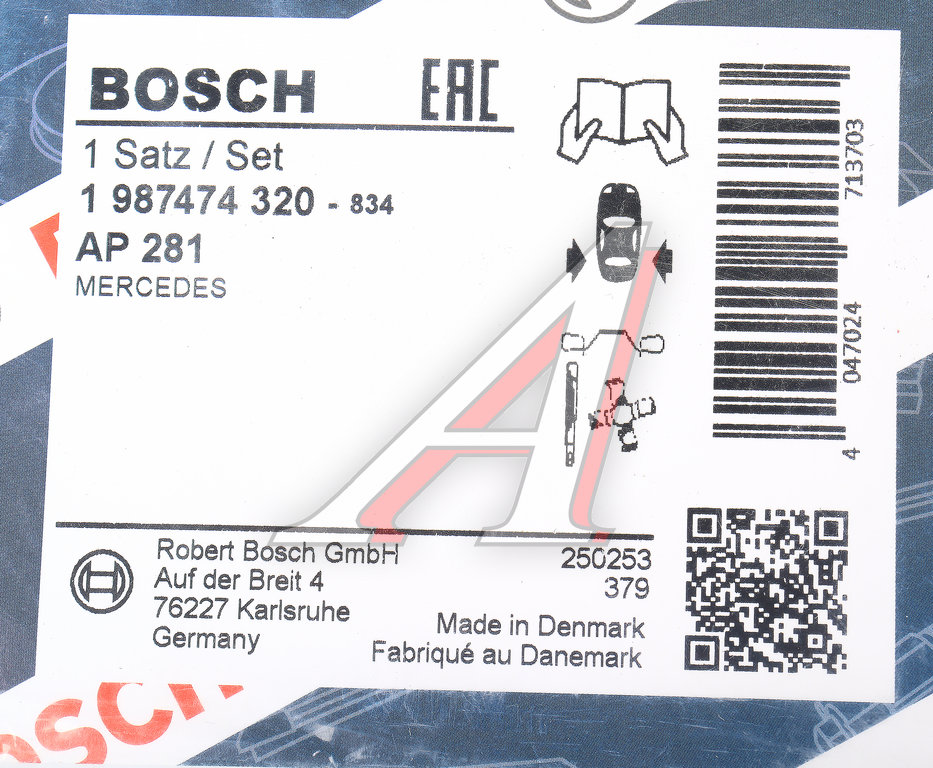 BOSCH EAC
1 Satz / Set
1 987474 320 - 834
AP 281
MERCEDES
4 047024 713703
Robert Bosch GmbH
Auf der Breit 4
76227 Karlsruhe
Germany
250253
379
Made in Denmark
Fabriqué au Danemark
BOSCH